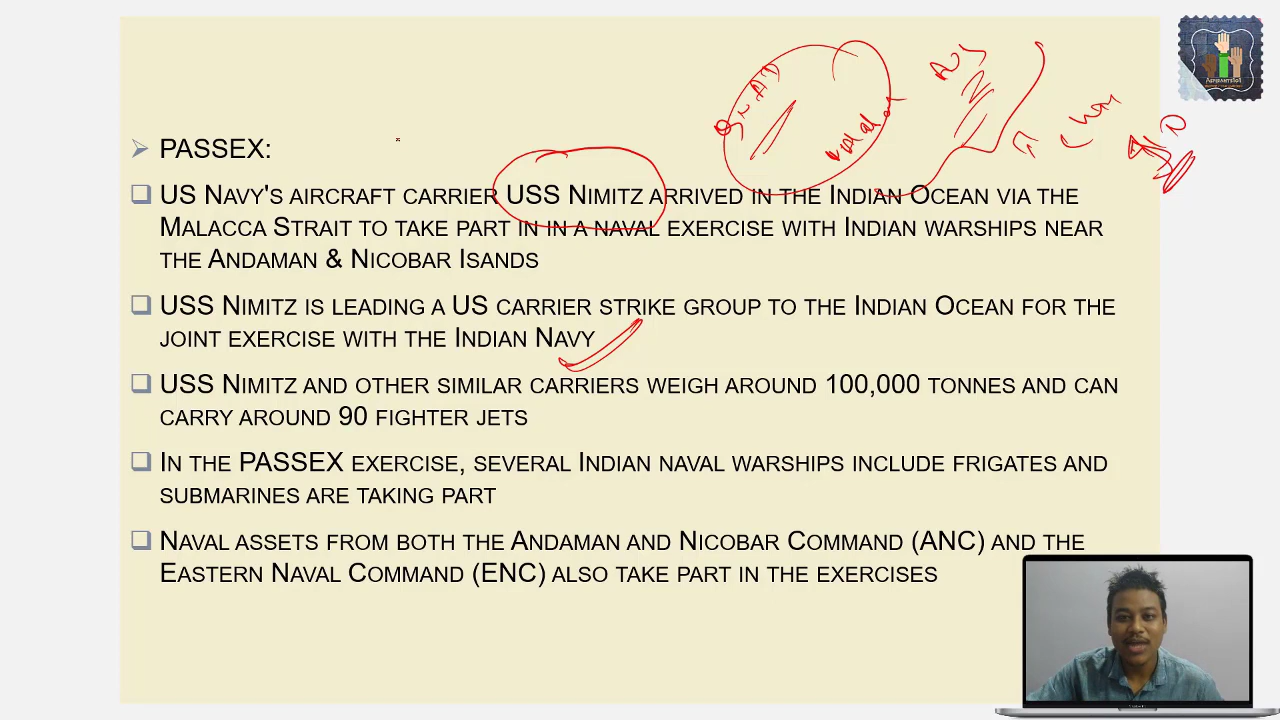 PASSEX:
US NAVY'S AIRCRAFT CARRIER USS NIMITZ ARRIVED IN THE INDIAN OCEAN VIA THE
MALACCA STRAIT TO TAKE PART IN IN A NAVAL EXERCISE WITH INDIAN WARSHIPS NEAR
THE ANDAMAN & NICOBAR ISANDS
USS NIMITZ IS LEADING A US CARRIER STRIKE GROUP TO THE INDIAN OCEAN FOR THE
JOINT EXERCISE WITH THE INDIAN NAVY
USS NIMITZ AND OTHER SIMILAR CARRIERS WEIGH AROUND 100,000 TONNES AND CAN
CARRY AROUND 90 FIGHTER JETS
IN THE PASSEX EXERCISE, SEVERAL INDIAN NAVAL WARSHIPS INCLUDE FRIGATES AND
SUBMARINES ARE TAKING PART
NAVAL ASSETS FROM BOTH THE ANDAMAN AND NICOBAR COMMAND (ANC) AND THE
EASTERN NAVAL COMMAND (ENC) ALSO TAKE PART IN THE EXERCISES